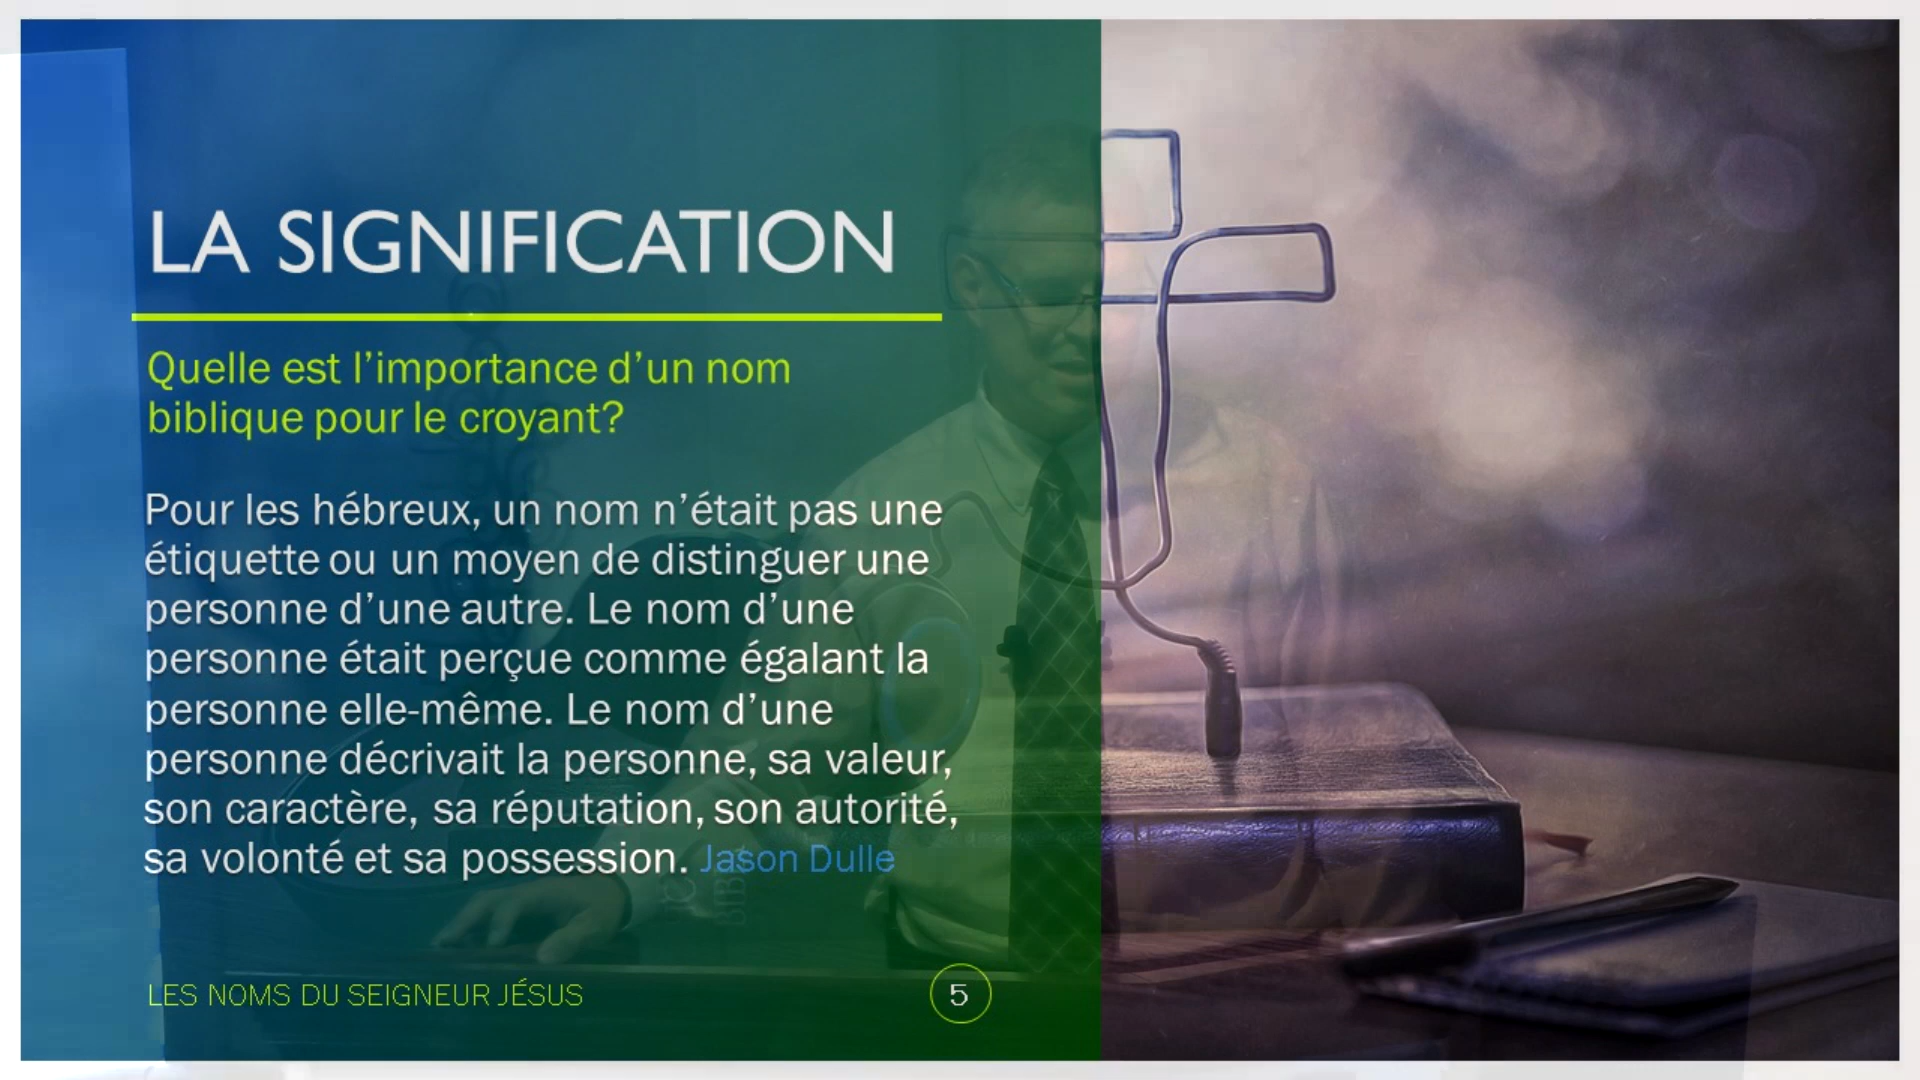 LA SIGNIFICATION
Quelle est l’importance d’un nom
biblique pour le croyant?
Pour les hébreux, un nom n’était pas une
étiquette ou un moyen de distinguer une
personne d’une autre. Le nom d’une
personne était perçue comme égalant la
personne elle-même. Le nom d’une
personne décrivait la personne, sa valeur,
son caractère, sa réputation, son autorité,
sa volonté et sa possession. Jason Dulle
LES NOMS DU SEIGNEUR JÉSUS
5